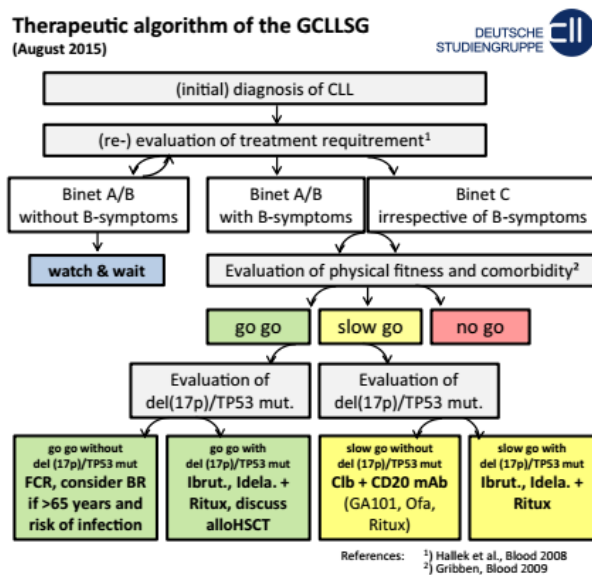 Therapeutic algorithm of the GCLLSG
(August 2015)
DEUTSCHE
STUDIENGRUPPE
CLL
(initial) diagnosis of CLL
(re-) evaluation of treatment requitrement¹
Binet A/B
without B-symptoms
Binet A/B
with B-symptoms
Binet C
irrespective of B-symptoms
watch & wait
Evaluation of physical fitness and comorbidity²
go go
slow go
no go
Evaluation of
del(17p)/TP53 mut.
Evaluation of
del(17p)/TP53 mut.
go go without
del (17p)/TP53 mut
FCR, consider BR
if >65 years and
risk of infection
go go with
del (17p)/TP53 mut
Ibrut., Idela. +
Ritux, discuss
alloHSCT
slow go without
del (17p)/TP53 mut
Clb + CD20 mAb
(GA101, Ofa,
Ritux)
slow go with
del (17p)/TP53 mut
Ibrut., Idela. +
Ritux
References: ¹) Hallek et al., Blood 2008
²) Gribben, Blood 2009